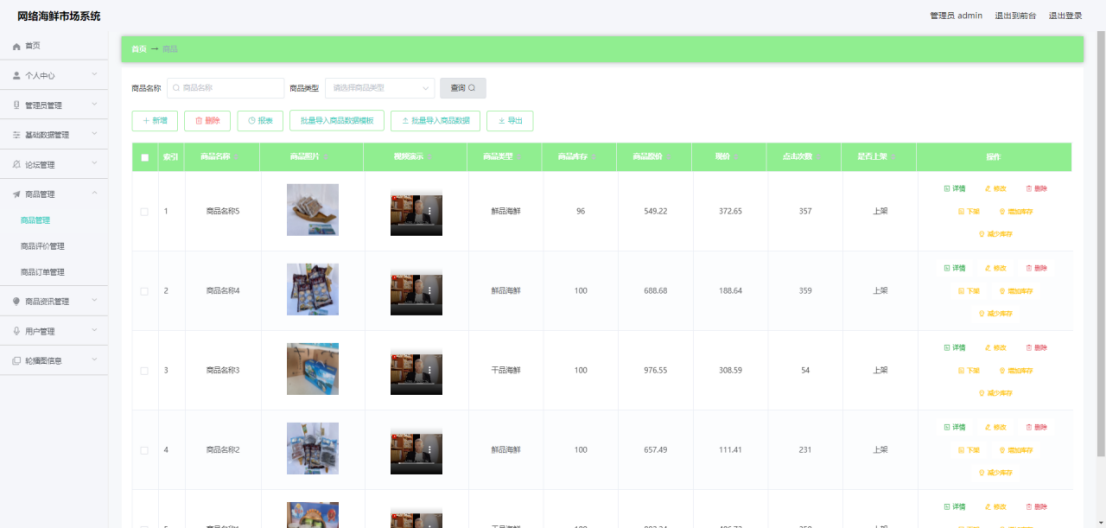 网络海鲜市场系统
管理员 admin 退出到前台 退出登录
首页
个人中心
管理员管理
基础数据管理
论坛管理
商品管理
商品管理
商品评价管理
商品订单管理
商品资讯管理
用户管理
轮播图信息
首页 → 商品
商品名称 商品名称 商品类型 请选择商品类型 查询
+ 新增 删除 报表 批量导入商品数据模板 批量导入商品数据 导出
索引 商品名称 商品照片 视频演示 商品类型 商品库存 商品原价 现价 点击次数 是否上架 操作
1 商品名称5 鲜品海鲜 96 549.22 372.65 357 上架 详情 修改 删除
下架 增加库存
减少库存
2 商品名称4 鲜品海鲜 100 688.68 188.64 359 上架 详情 修改 删除
下架 增加库存
减少库存
3 商品名称3 干品海鲜 100 976.55 308.59 54 上架 详情 修改 删除
下架 增加库存
减少库存
4 商品名称2 鲜品海鲜 100 657.49 111.41 231 上架 详情 修改 删除
下架 增加库存
减少库存
详情 修改 删除